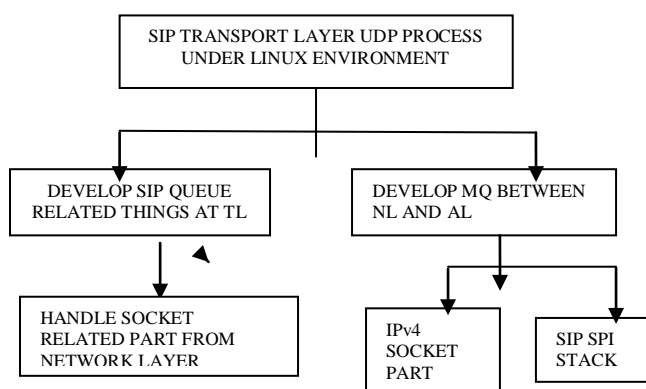 SIP TRANSPORT LAYER UDP PROCESS
UNDER LINUX ENVIRONMENT
DEVELOP SIP QUEUE
RELATED THINGS AT TL
DEVELOP MQ BETWEEN
NL AND AL
HANDLE SOCKET
RELATED PART FROM
NETWORK LAYER
IPv4
SOCKET
PART
SIP SPI
STACK